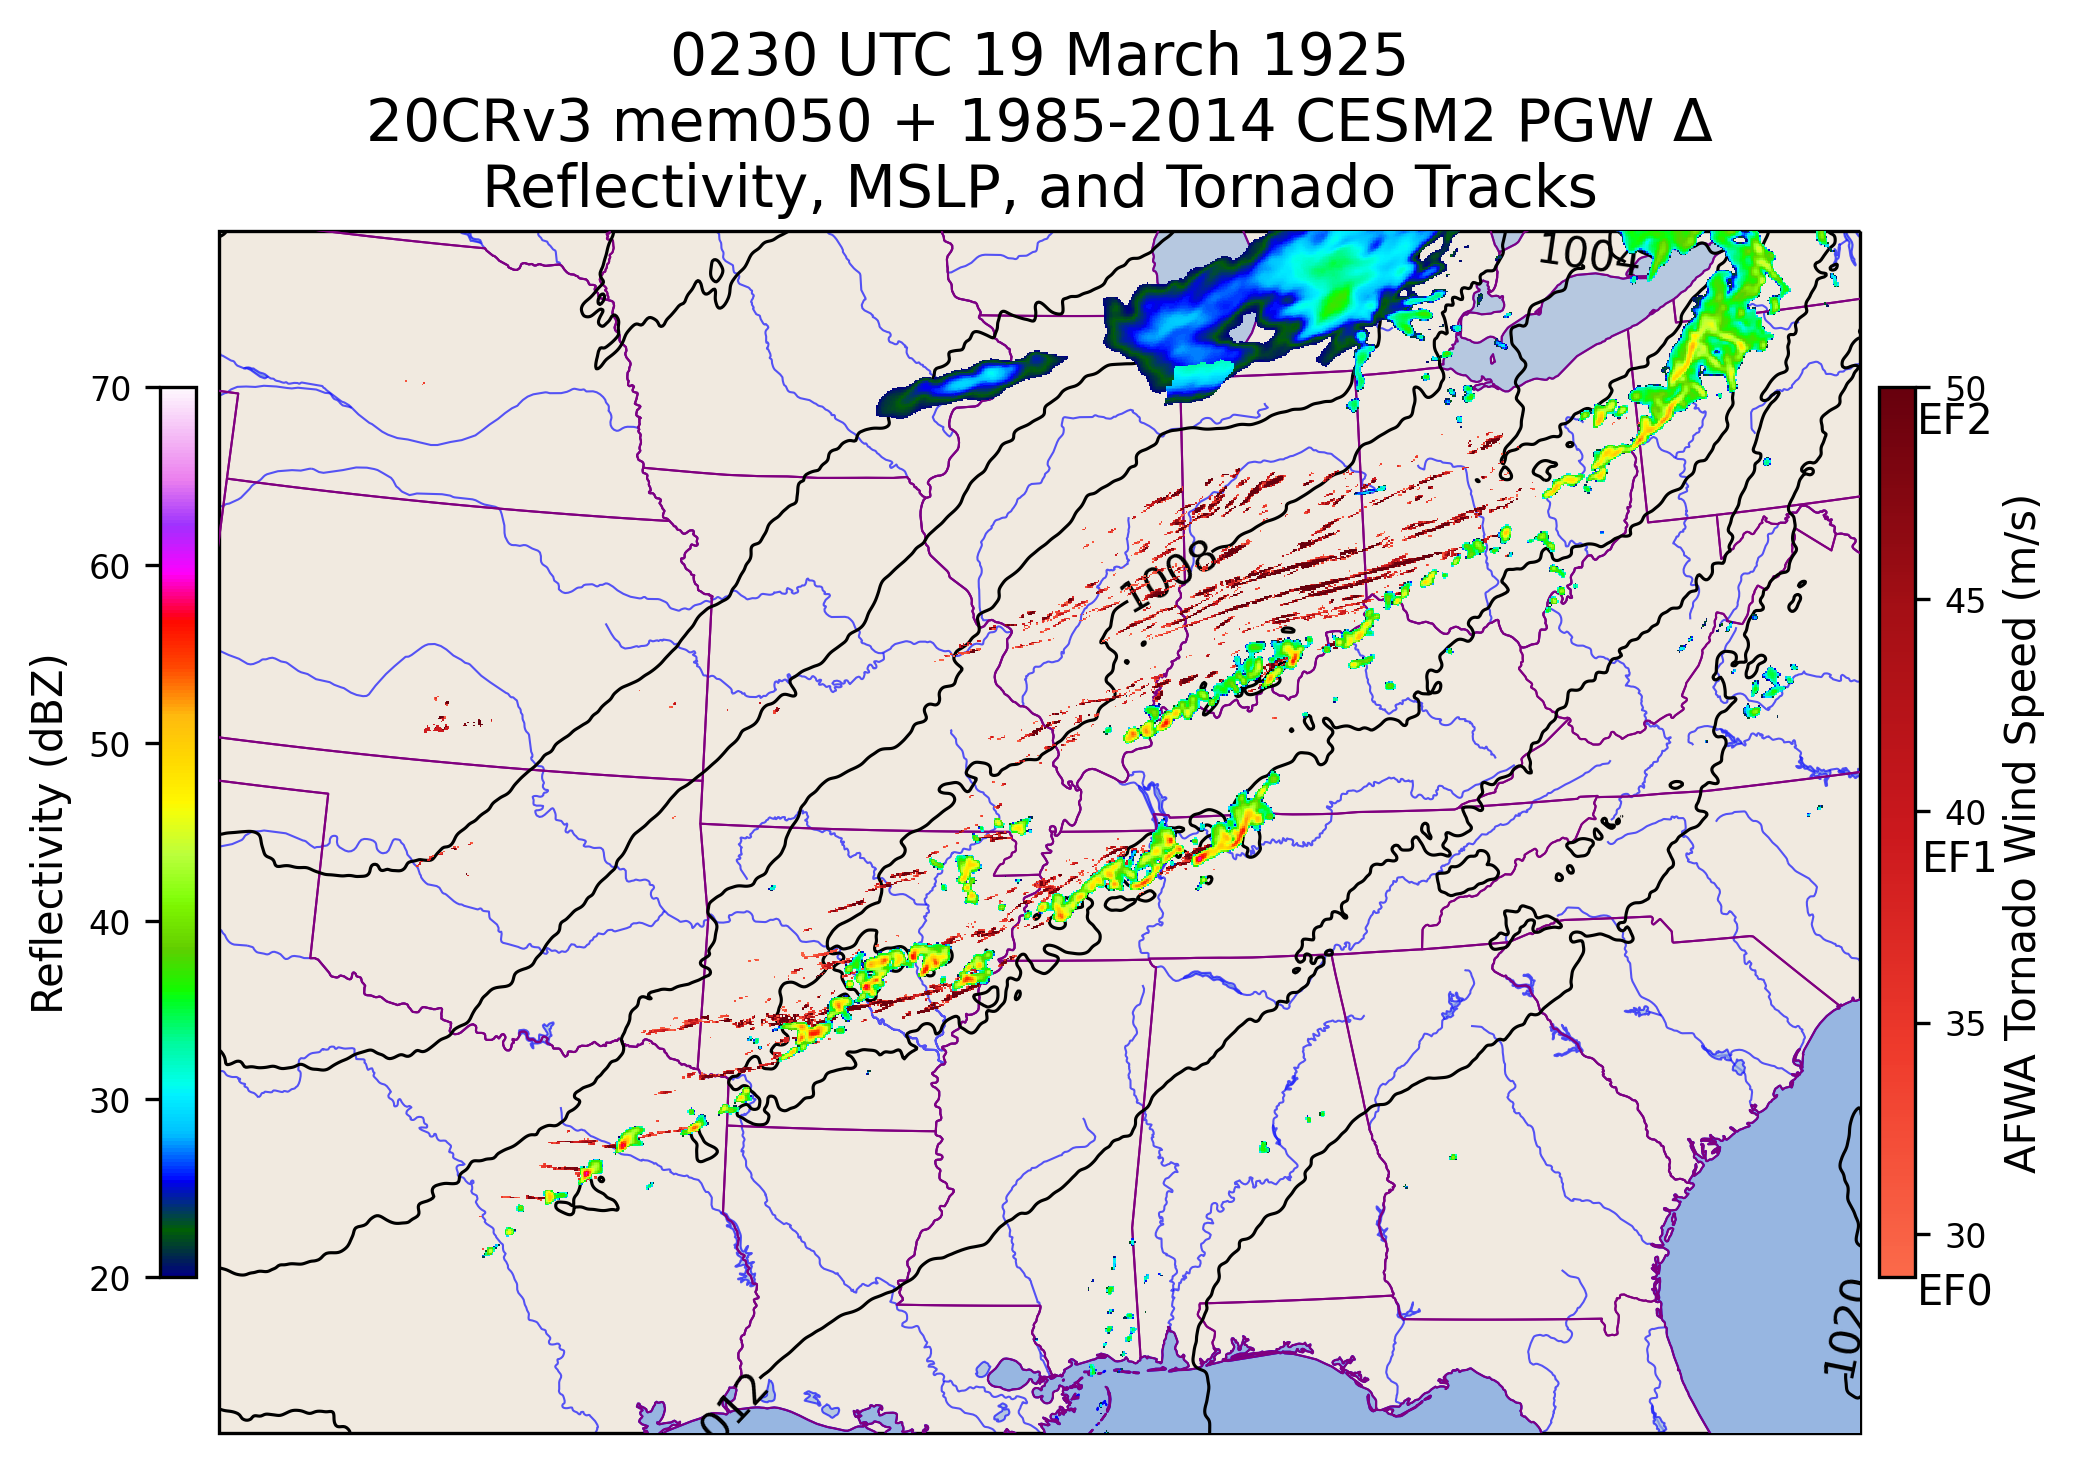 0230 UTC 19 March 1925
20CRv3 mem050 + 1985-2014 CESM2 PGW Δ
Reflectivity, MSLP, and Tornado Tracks
1004
1008
1020
012
Reflectivity (dBZ)
70
60
50
40
30
20
50
EF2
45
40
EF1
35
30
EF0
AFWA Tornado Wind Speed (m/s)